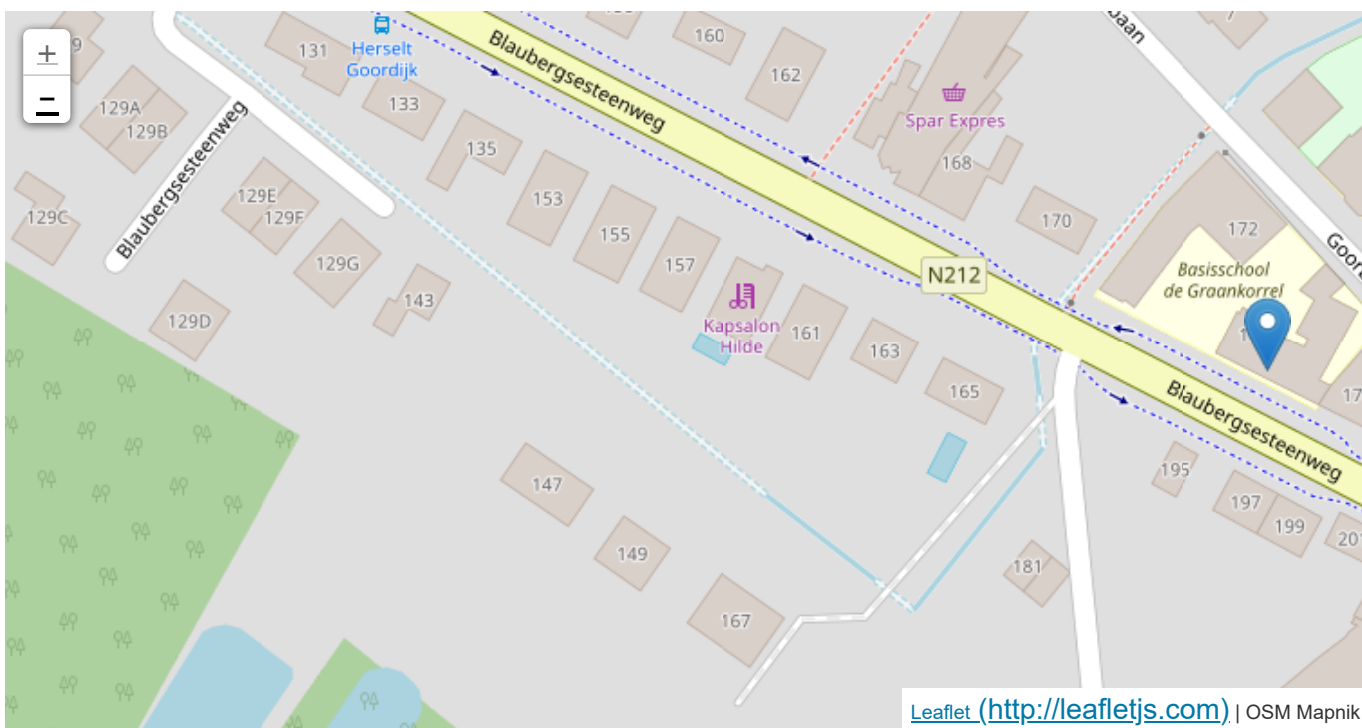 +
−
131
Herselt
Goordijk
133
129A
129B
Blaubergsesteenweg
129C
129E
129F
129G
143
129D
135
153
155
157
Kapsalon
Hilde
161
163
165
160
162
Blaubergsesteenweg
Spar Expres
168
170
N212
172
Basisschool
de Graankorrel
Blaubergsesteenweg
195
197
199
181
147
149
167
Leaflet (http://leafletjs.com) | OSM Mapnik